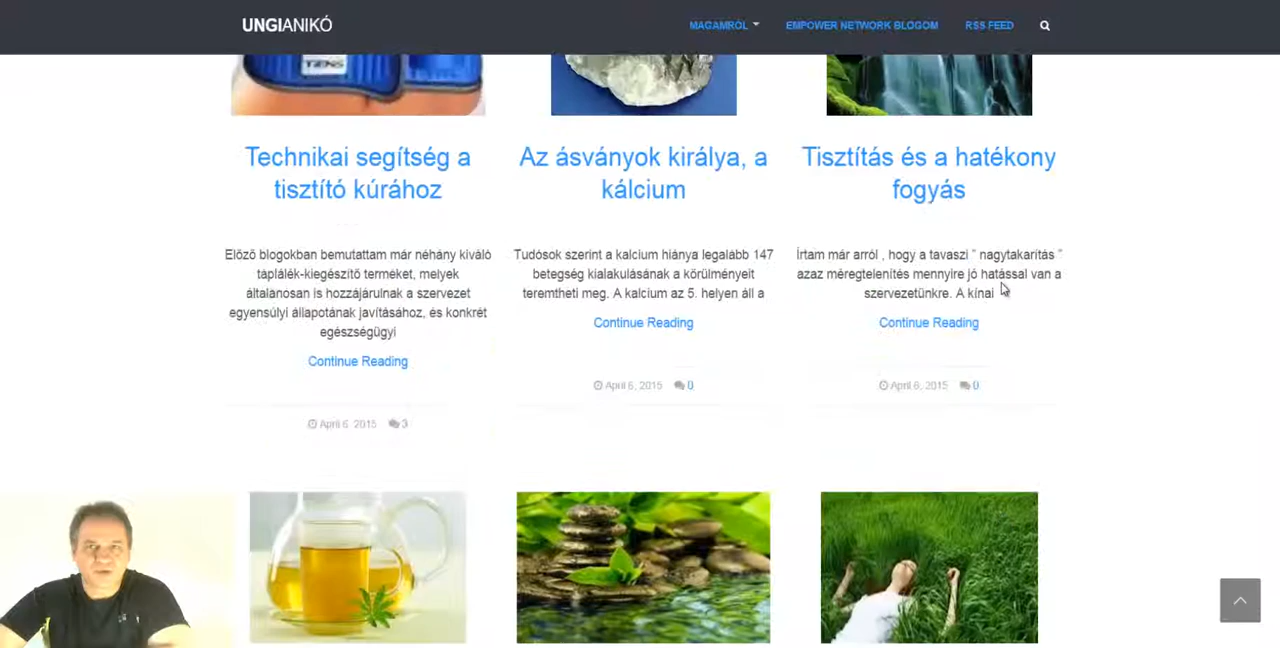 UNGIANIKÓ
MAGAMRÓL
EMPOWER NETWORK BLOGOM
RSS FEED
TIENS
Technikai segítség a
tisztító kúrához
Előző blogokban bemutattam már néhány kiváló
táplálék-kiegészítő terméket, melyek
általánosan is hozzájárulnak a szervezet
egyensúlyi állapotának javításához, és konkrét
egészségügyi
Continue Reading
April 6, 2015 3
Az ásványok királya, a
kálcium
Tudósok szerint a kalcium hiánya legalább 147
betegség kialakulásának a körülményeit
teremtheti meg. A kalcium az 5. helyen áll a
Continue Reading
April 6, 2015 0
Tisztítás és a hatékony
fogyás
Írtam már arról , hogy a tavaszi " nagytakarítás "
azaz méregtelenítés mennyire jó hatással van a
szervezetünkre. A kínai
Continue Reading
April 6, 2015 0